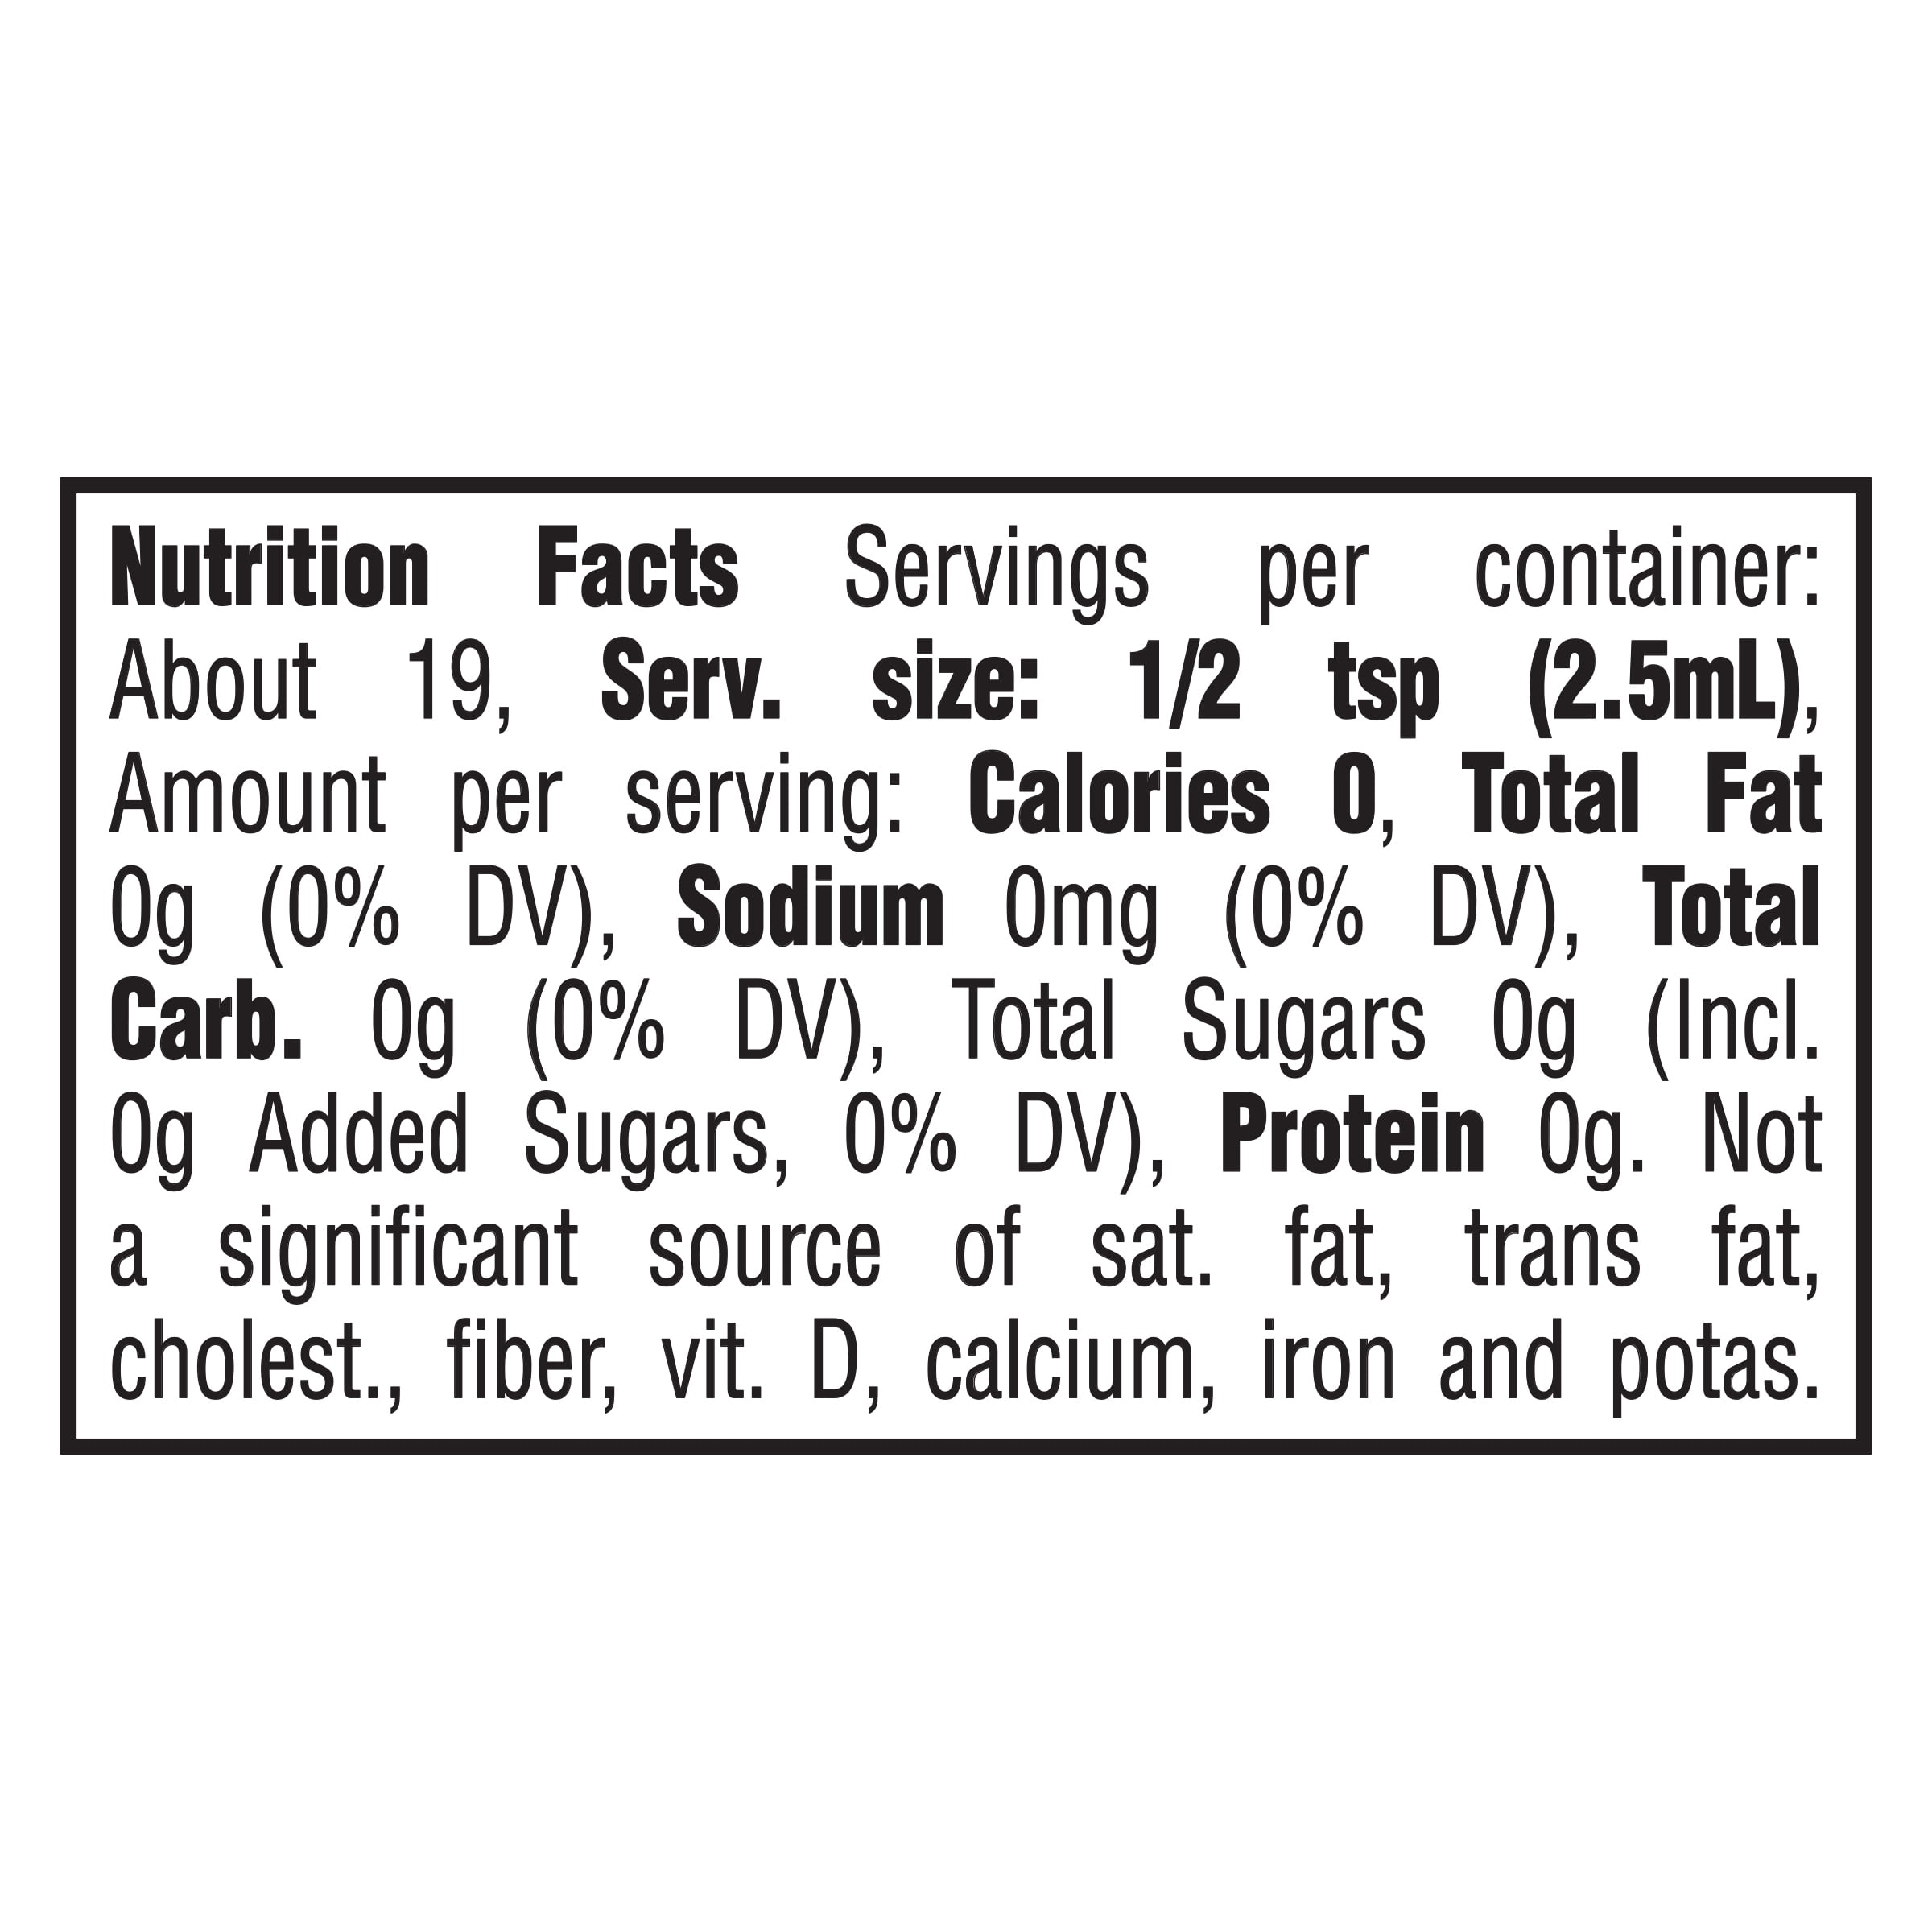 Nutrition Facts Servings per container:
About 19, Serv. size: 1/2 tsp (2.5mL),
Amount per serving: Calories 0, Total Fat
0g (0% DV), Sodium 0mg (0% DV), Total
Carb. 0g (0% DV), Total Sugars 0g (Incl.
0g Added Sugars, 0% DV), Protein 0g. Not
a significant source of sat. fat, trans fat,
cholest., fiber, vit. D, calcium, iron and potas.